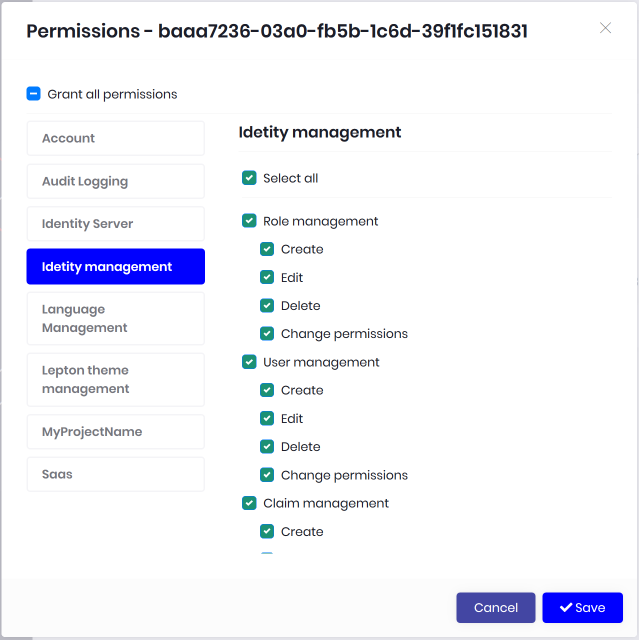 Permissions - baaa7236-03a0-fb5b-1c6d-39f1fc151831
Grant all permissions
Account
Audit Logging
Identity Server
Idetity management
Language
Management
Lepton theme
management
MyProjectName
Saas
Idetity management
Select all
Role management
Create
Edit
Delete
Change permissions
User management
Create
Edit
Delete
Change permissions
Claim management
Create
Cancel
Save